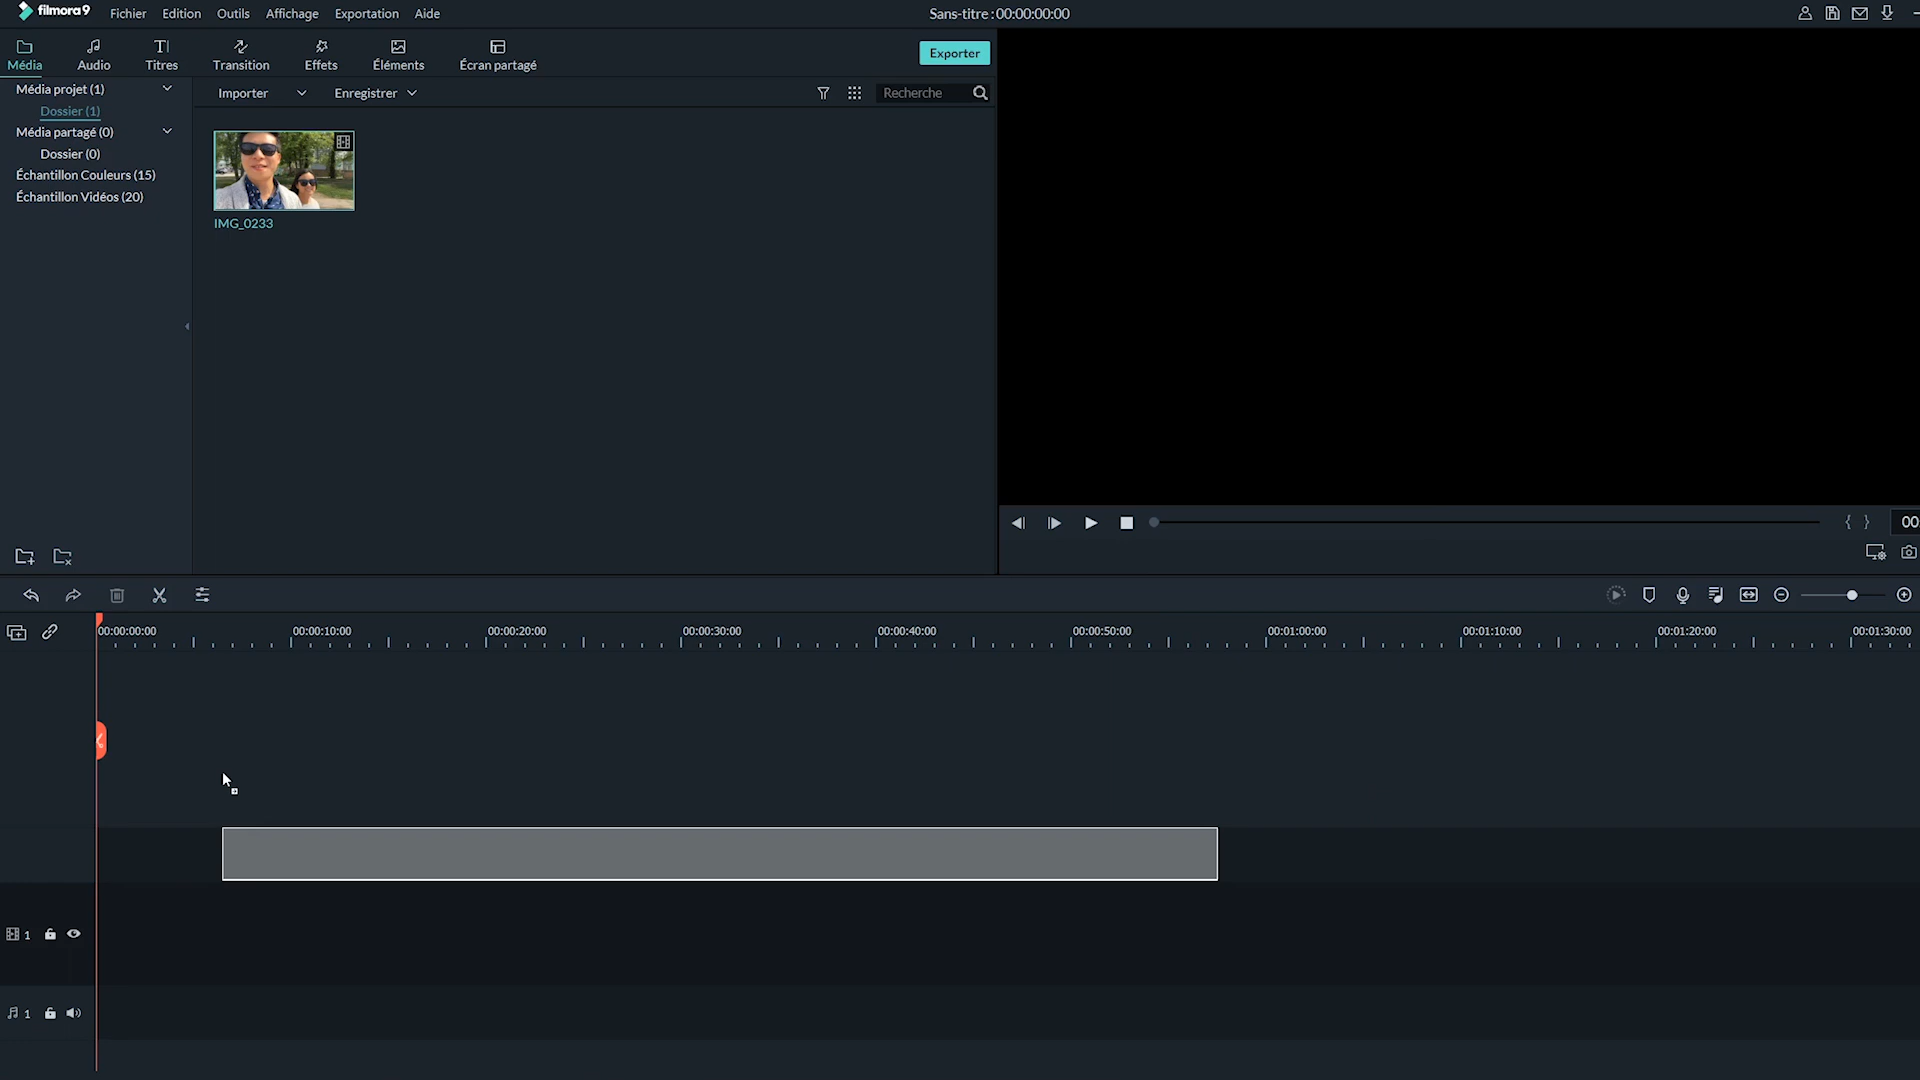 filmora9 Fichier Edition Outils Affichage Exportation Aide Sans-titre : 00:00:00:00
Média Audio Titres Transition Effets Éléments Écran partagé Exporter
Média projet (1)
Dossier (1)
Média partagé (0)
Dossier (0)
Échantillon Couleurs (15)
Échantillon Vidéos (20)
Importer Enregistrer Recherche
IMG_0233
{ } 00
00:00:00:00 00:00:10:00 00:00:20:00 00:00:30:00 00:00:40:00 00:00:50:00 00:01:00:00 00:01:10:00 00:01:20:00 00:01:30:00
1
1